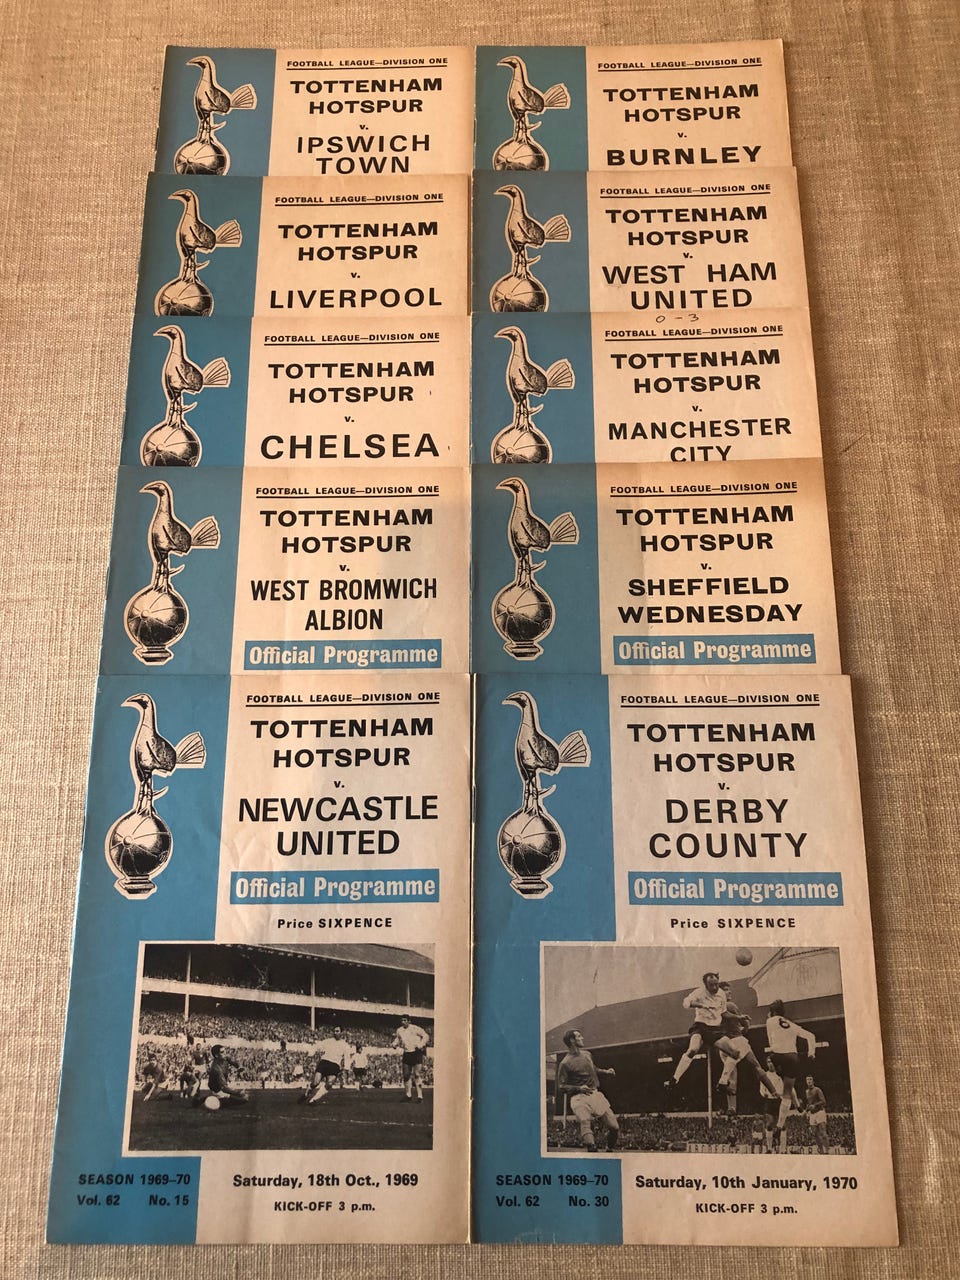 FOOTBALL LEAGUE—DIVISION ONE
TOTTENHAM
HOTSPUR
v.
IPSWICH
TOWN
FOOTBALL LEAGUE—DIVISION ONE
TOTTENHAM
HOTSPUR
v.
BURNLEY
FOOTBALL LEAGUE—DIVISION ONE
TOTTENHAM
HOTSPUR
v.
LIVERPOOL
FOOTBALL LEAGUE—DIVISION ONE
TOTTENHAM
HOTSPUR
v.
WEST HAM
UNITED
FOOTBALL LEAGUE—DIVISION ONE
TOTTENHAM
HOTSPUR
v.
CHELSEA
0 - 3
FOOTBALL LEAGUE—DIVISION ONE
TOTTENHAM
HOTSPUR
v.
MANCHESTER
CITY
FOOTBALL LEAGUE—DIVISION ONE
TOTTENHAM
HOTSPUR
v.
WEST BROMWICH
ALBION
Official Programme
FOOTBALL LEAGUE—DIVISION ONE
TOTTENHAM
HOTSPUR
v.
SHEFFIELD
WEDNESDAY
Official Programme
FOOTBALL LEAGUE—DIVISION ONE
TOTTENHAM
HOTSPUR
v.
NEWCASTLE
UNITED
Official Programme
Price SIXPENCE
SEASON 1969–70
Vol. 62 No. 15
Saturday, 18th Oct., 1969
KICK-OFF 3 p.m.
FOOTBALL LEAGUE—DIVISION ONE
TOTTENHAM
HOTSPUR
v.
DERBY
COUNTY
Official Programme
Price SIXPENCE
SEASON 1969–70
Vol. 62 No. 30
Saturday, 10th January, 1970
KICK-OFF 3 p.m.